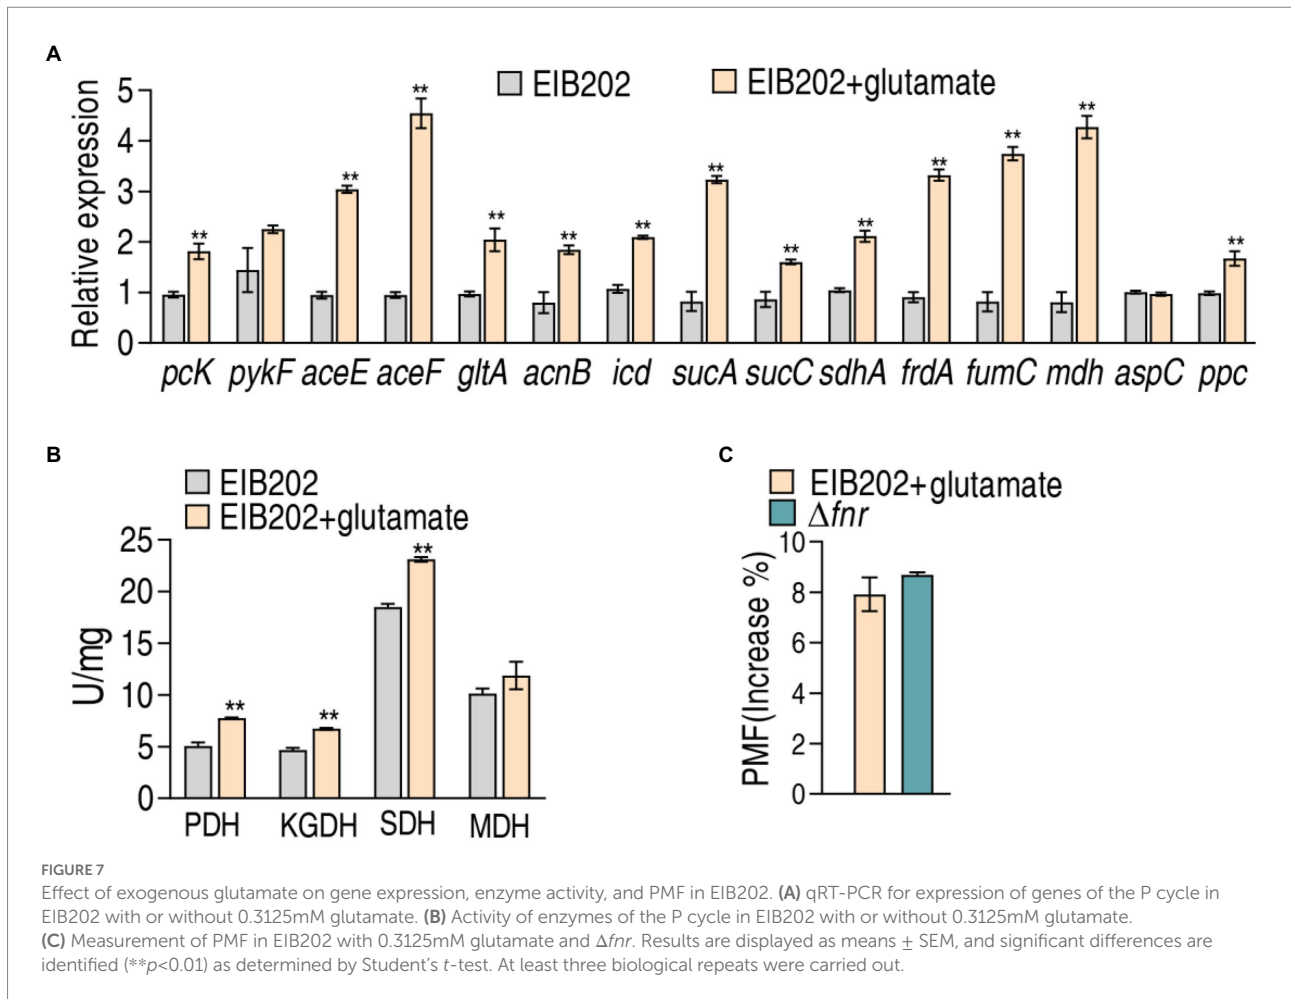 A
EIB202
EIB202+glutamate
Relative expression
5
4
3
2
1
0
**
**
**
**
**
**
**
**
**
**
**
**
**
pcK pykF aceE aceF gltA acnB icd sucA sucC sdhA frdA fumC mdh aspC ppc
B
EIB202
EIB202+glutamate
U/mg
25
20
15
10
5
0
**
**
**
PDH KGDH SDH MDH
C
EIB202+glutamate
Δfnr
PMF(Increase %)
10
8
6
4
2
0
FIGURE 7
Effect of exogenous glutamate on gene expression, enzyme activity, and PMF in EIB202. (A) qRT-PCR for expression of genes of the P cycle in
EIB202 with or without 0.3125mM glutamate. (B) Activity of enzymes of the P cycle in EIB202 with or without 0.3125mM glutamate.
(C) Measurement of PMF in EIB202 with 0.3125mM glutamate and Δfnr. Results are displayed as means ± SEM, and significant differences are
identified (**p<0.01) as determined by Student's t-test. At least three biological repeats were carried out.